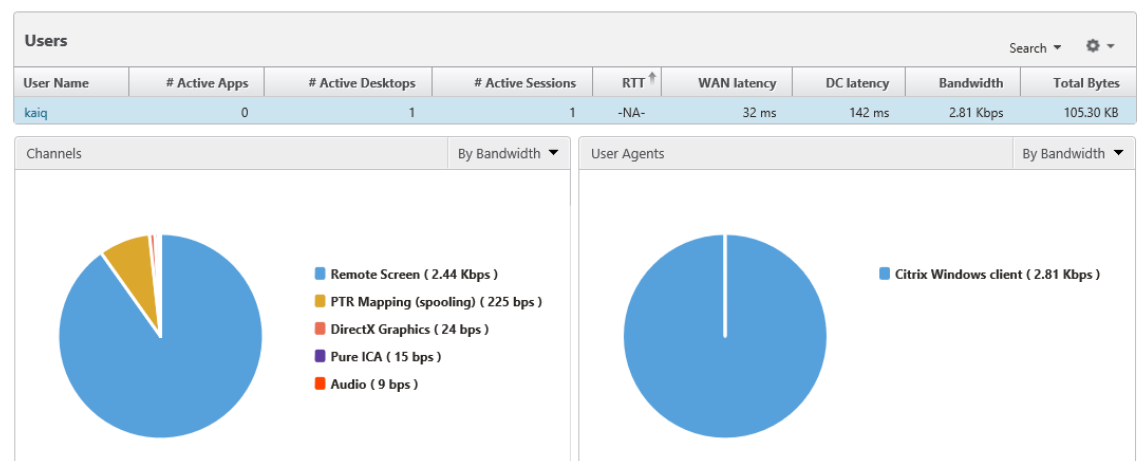 Users
Search
User Name # Active Apps # Active Desktops # Active Sessions RTT WAN latency DC latency Bandwidth Total Bytes
kaiq 0 1 1 -NA- 32 ms 142 ms 2.81 Kbps 105.30 KB
Channels By Bandwidth
User Agents By Bandwidth
Remote Screen ( 2.44 Kbps )
PTR Mapping (spooling) ( 225 bps )
DirectX Graphics ( 24 bps )
Pure ICA ( 15 bps )
Audio ( 9 bps )
Citrix Windows client ( 2.81 Kbps )